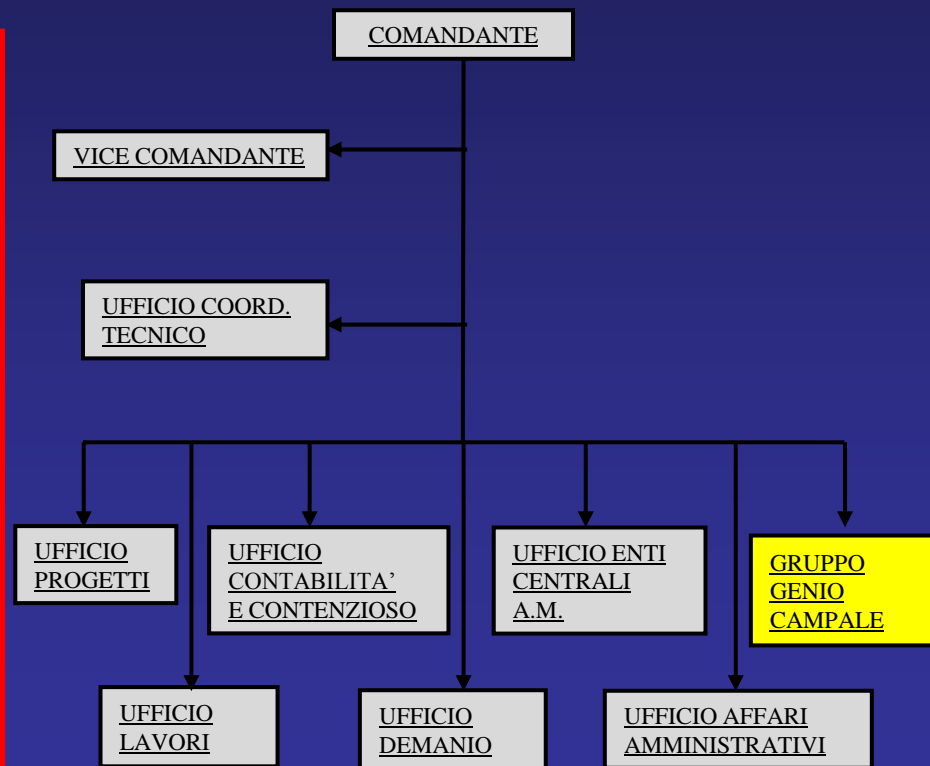 COMANDANTE
VICE COMANDANTE
UFFICIO COORD.
TECNICO
UFFICIO
PROGETTI
UFFICIO
CONTABILITA’
E CONTENZIOSO
UFFICIO ENTI
CENTRALI
A.M.
GRUPPO
GENIO
CAMPALE
UFFICIO
LAVORI
UFFICIO
DEMANIO
UFFICIO AFFARI
AMMINISTRATIVI